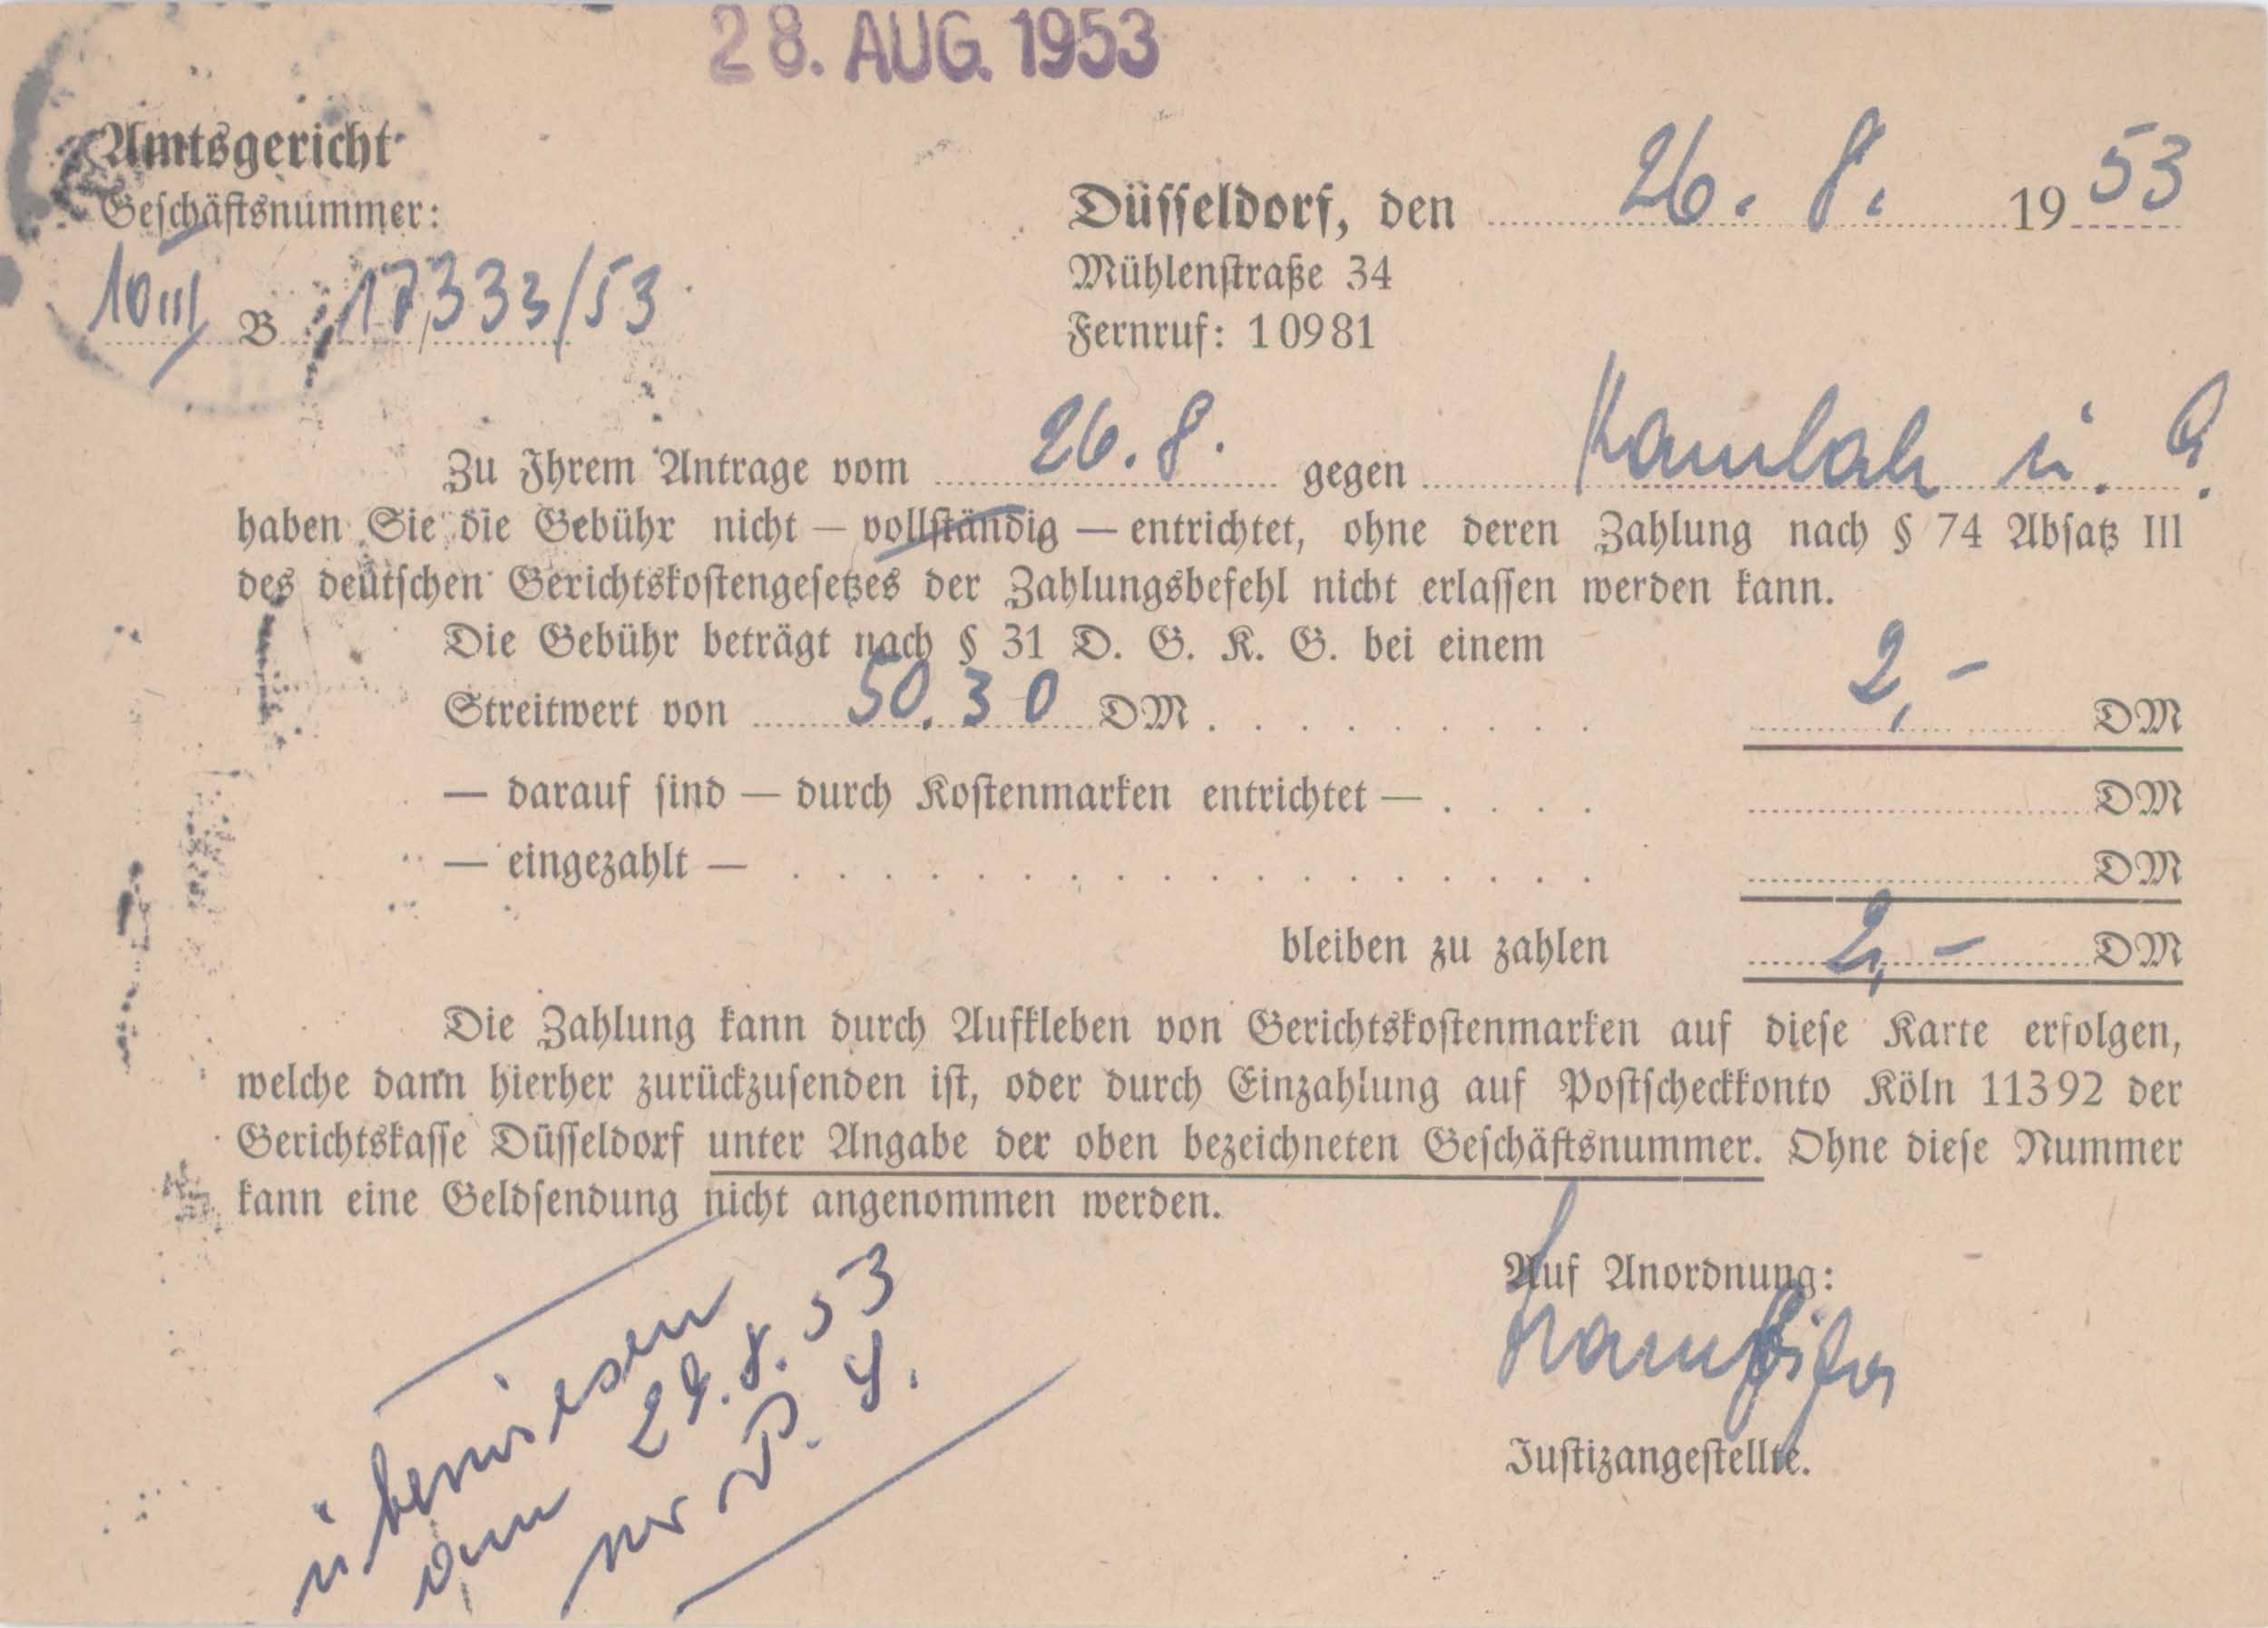 28. AUG. 1953
Amtsgericht
Geschäftsnummer:
10 III B 17333/53
Düsseldorf, den 26. 8. 1953
Mühlenstraße 34
Fernruf: 10981
Zu Ihrem Antrage vom 26. 8. gegen Kamlah u. a.
haben Sie die Gebühr nicht — vollständig — entrichtet, ohne deren Zahlung nach § 74 Absatz III
des deutschen Gerichtskostengesetzes der Zahlungsbefehl nicht erlassen werden kann.
Die Gebühr beträgt nach § 31 D. G. K. G. bei einem
Streitwert von 50.30 DM . . . . . . . . . 2,— DM
— darauf sind — durch Kostenmarken entrichtet — . . . . DM
— eingezahlt — . . . . . . . . . . . . . . . . . . DM
bleiben zu zahlen 2,— DM
Die Zahlung kann durch Aufkleben von Gerichtskostenmarken auf diese Karte erfolgen,
welche dann hierher zurückzusenden ist, oder durch Einzahlung auf Postscheckkonto Köln 11392 der
Gerichtskasse Düsseldorf unter Angabe der oben bezeichneten Geschäftsnummer. Ohne diese Nummer
kann eine Geldsendung nicht angenommen werden.
Auf Anordnung:
Justizangestellte.
überwiesen
am 29. 8. 53
per P.